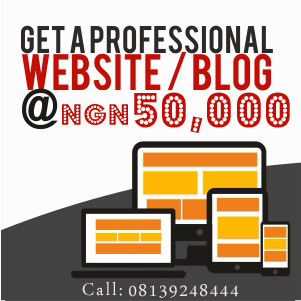 GET A PROFESSIONAL
WEBSITE / BLOG
@NGN50,000
Call: 08139248444